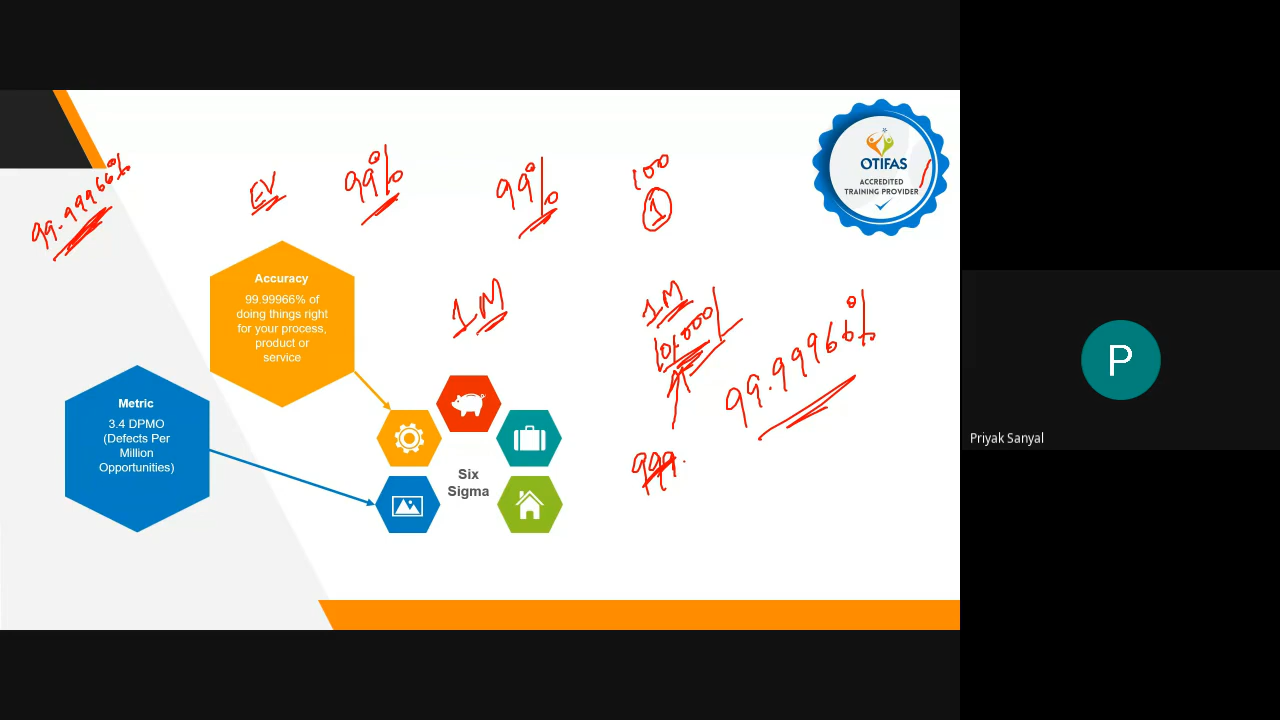 99.99966%
EV
99%
99%
100
1
OTIFAS
ACCREDITED
TRAINING PROVIDER
Accuracy
99.99966% of
doing things right
for your process,
product or
service
1M
1M
10,000
99.99966%
Metric
3.4 DPMO
(Defects Per
Million
Opportunities)
Six
Sigma
999.
P
Priyak Sanyal